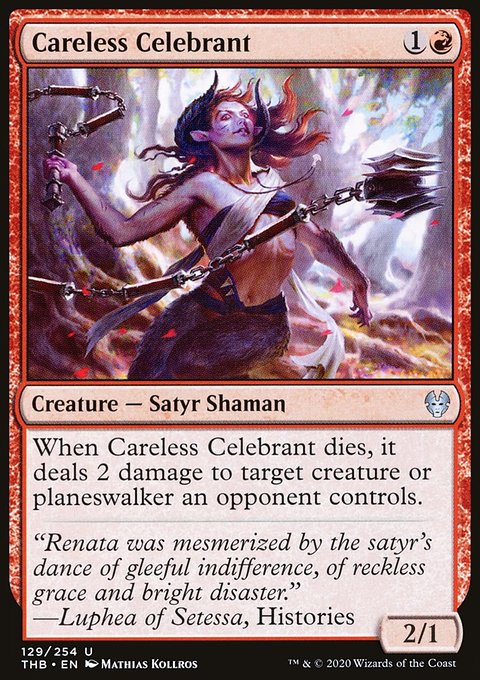 Careless Celebrant 1
Creature — Satyr Shaman
When Careless Celebrant dies, it
deals 2 damage to target creature or
planeswalker an opponent controls.
“Renata was mesmerized by the satyr’s
dance of gleeful indifference, of reckless
grace and bright disaster.”
—Luphea of Setessa, Histories
2/1
129/254 U
THB • EN Mathias Kollros
™ & © 2020 Wizards of the Coast